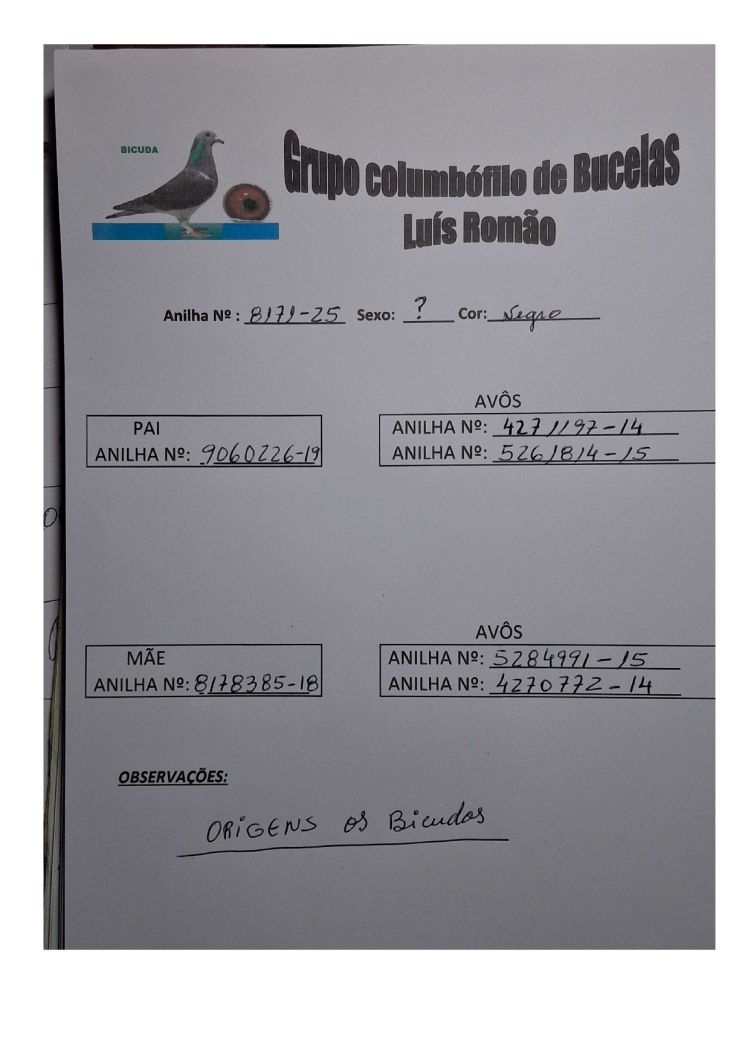 BICUDA
Grupo columbófilo de Bucelas
Luís Romão
Anilha Nº : 8171-25 Sexo: ? Cor: Negro
AVÔS
PAI
ANILHA Nº: 9060226-19
ANILHA Nº: 4271197-14
ANILHA Nº: 5261814-15
AVÔS
MÃE
ANILHA Nº: 8178385-18
ANILHA Nº: 5284991-15
ANILHA Nº: 4270772-14
OBSERVAÇÕES:
ORiGENS os Bicudos